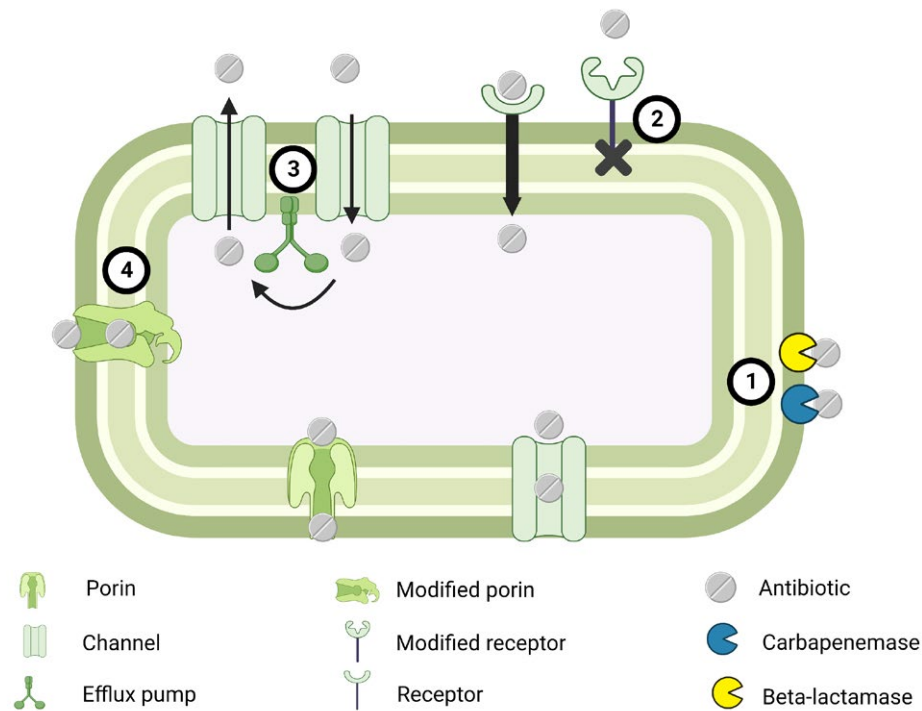 2
3
4
1
Porin
Modified porin
Antibiotic
Channel
Modified receptor
Carbapenemase
Efflux pump
Receptor
Beta-lactamase